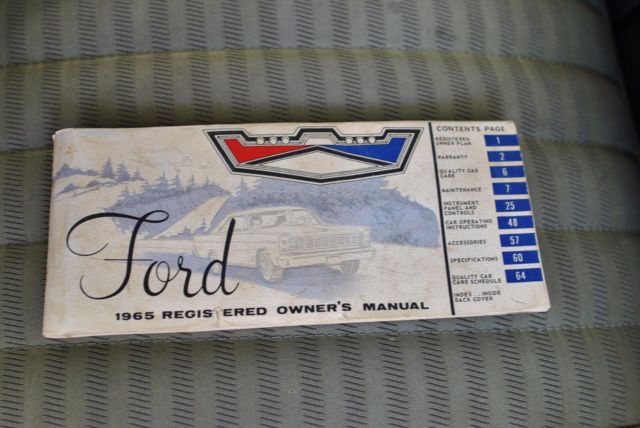 Ford
1965 REGIS ERED OWNER'S MANUAL
CONTENTS PAGE
REGISTERED
OWNER PLAN 1
WARRANTY 2
QUALITY CAR
CARE 6
MAINTENANCE 7
INSTRUMENT
PANEL AND
CONTROLS 25
CAR OPERATING
INSTRUCTIONS 48
ACCESSORIES 57
SPECIFICATIONS 60
QUALITY CAR
CARE SCHEDULE 64
INDEX . . INSIDE
BACK COVER